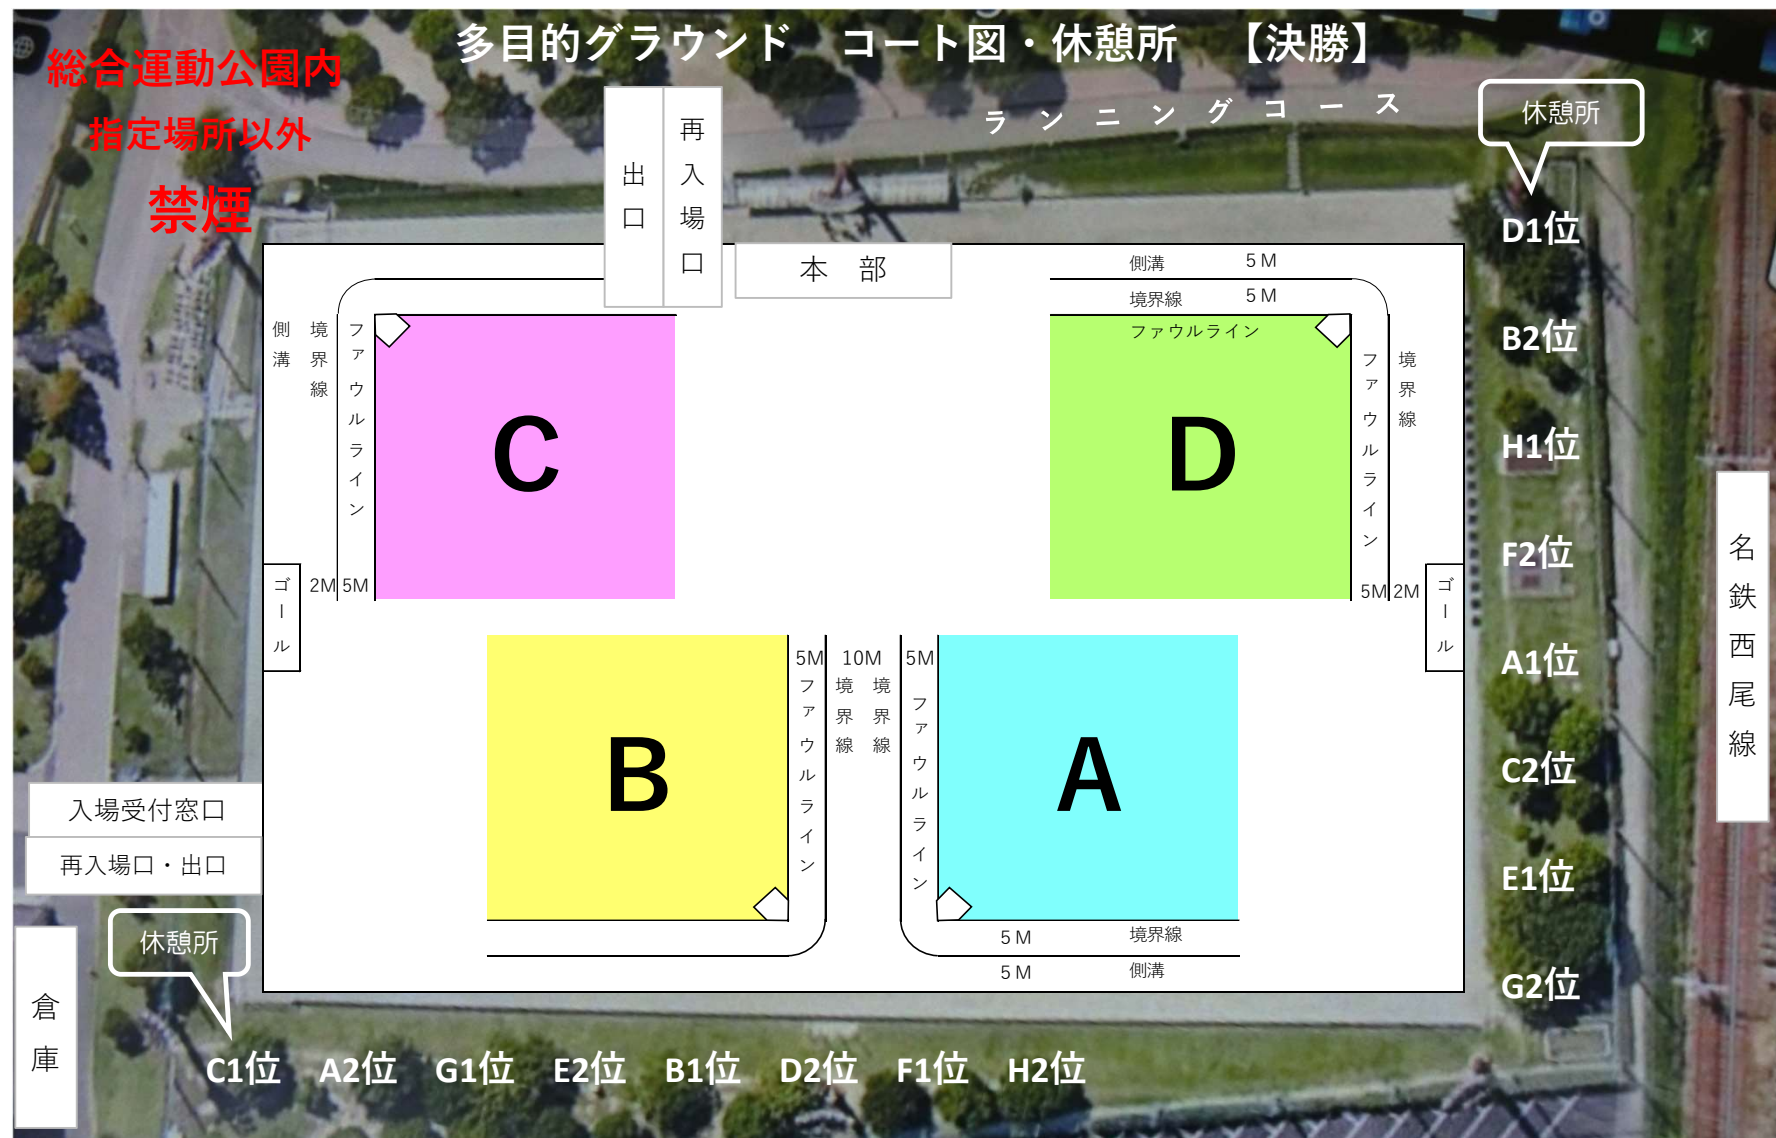 多目的グラウンド　コート図・休憩所　【決勝】
総合運動公園内
指定場所以外
禁煙
出口
再入場口
本　部
ランニングコース
休憩所
D1位
B2位
H1位
F2位
A1位
C2位
E1位
G2位
名鉄西尾線
側溝
境界線
ファウルライン
C
2M
5M
ゴール
側溝　5M
境界線　5M
ファウルライン
D
ファウルライン
境界線
5M
2M
ゴール
B
5M
10M
5M
ファウルライン
境界線
境界線
ファウルライン
A
5M　境界線
5M　側溝
入場受付窓口
再入場口・出口
休憩所
倉庫
C1位　A2位　G1位　E2位　B1位　D2位　F1位　H2位